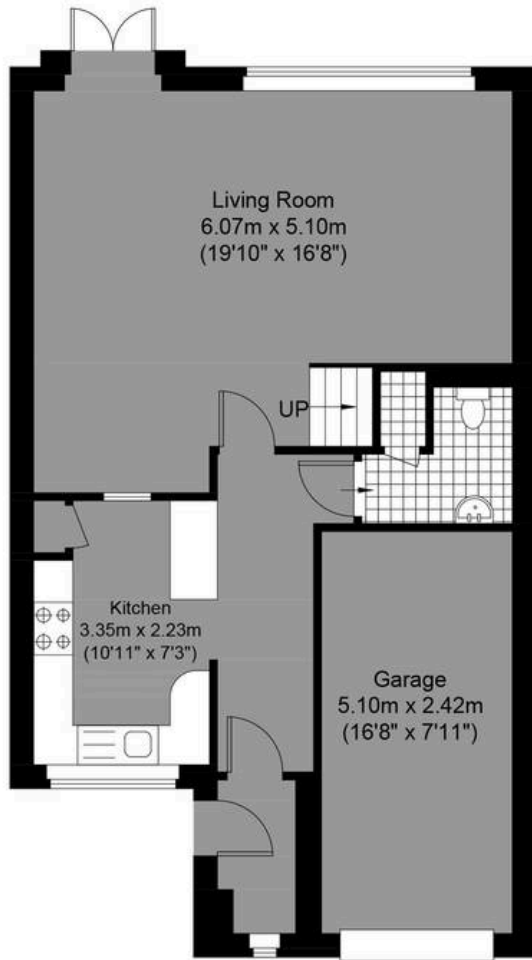 Living Room
6.07m x 5.10m
(19'10" x 16'8")
UP
Kitchen
3.35m x 2.23m
(10'11" x 7'3")
Garage
5.10m x 2.42m
(16'8" x 7'11")